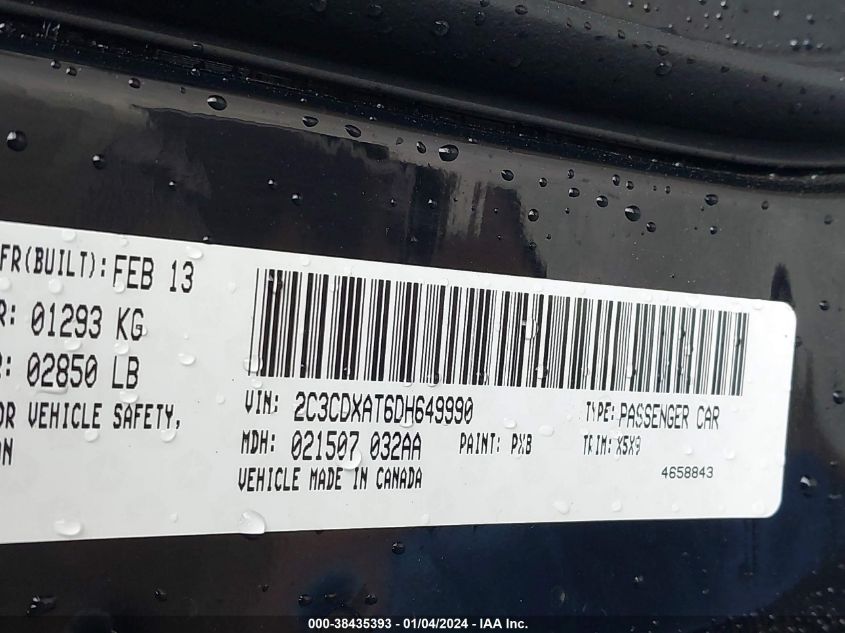 FR(BUILT): FEB 13
R: 01293 KG
R: 02850 LB
OR VEHICLE SAFETY,
ON
VIN: 2C3CDXAT6DH649990
TYPE: PASSENGER CAR
MDH: 021507 032AA
PAINT: PXB
TRIM: X5X9
VEHICLE MADE IN CANADA
4658843
000-38435393 - 01/04/2024 - IAA Inc.